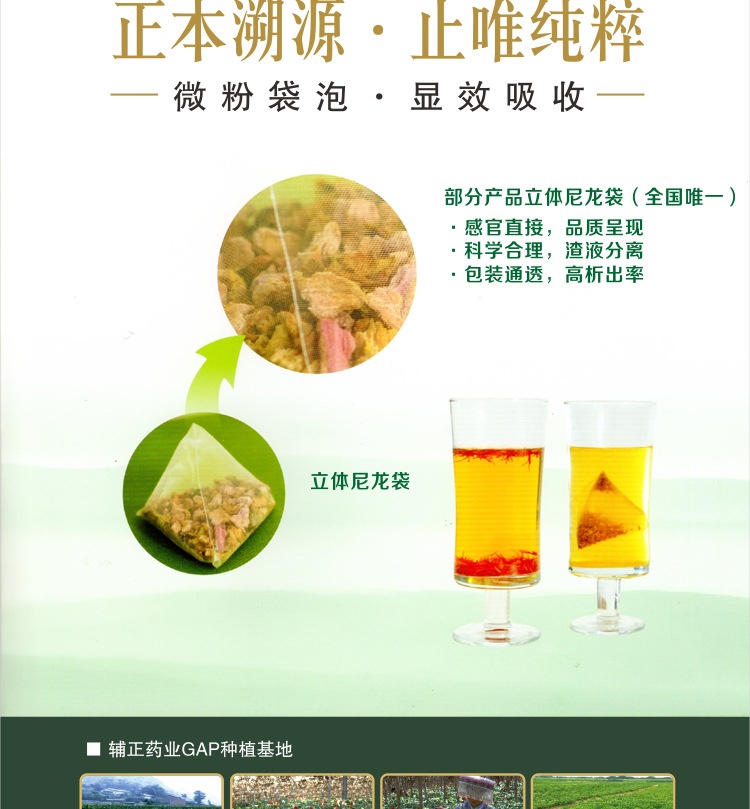 正本溯源·止唯纯粹
微粉袋泡·显效吸收
部分产品立体尼龙袋（全国唯一）
·感官直接，品质呈现
·科学合理，渣液分离
·包装通透，高析出率
立体尼龙袋
■ 辅正药业GAP种植基地